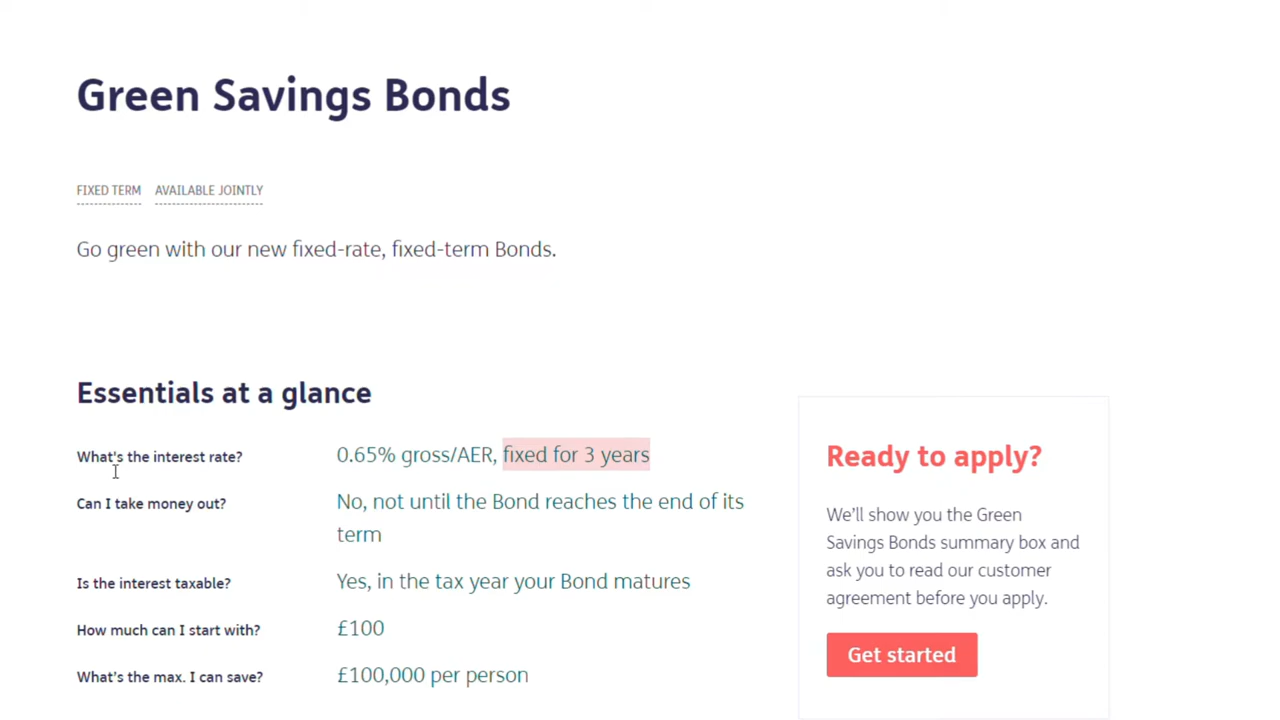 Green Savings Bonds
FIXED TERM AVAILABLE JOINTLY
Go green with our new fixed-rate, fixed-term Bonds.
Essentials at a glance
What's the interest rate? 0.65% gross/AER, fixed for 3 years
Can I take money out? No, not until the Bond reaches the end of its
term
Is the interest taxable? Yes, in the tax year your Bond matures
How much can I start with? £100
What's the max. I can save? £100,000 per person
Ready to apply?
We'll show you the Green
Savings Bonds summary box and
ask you to read our customer
agreement before you apply.
Get started